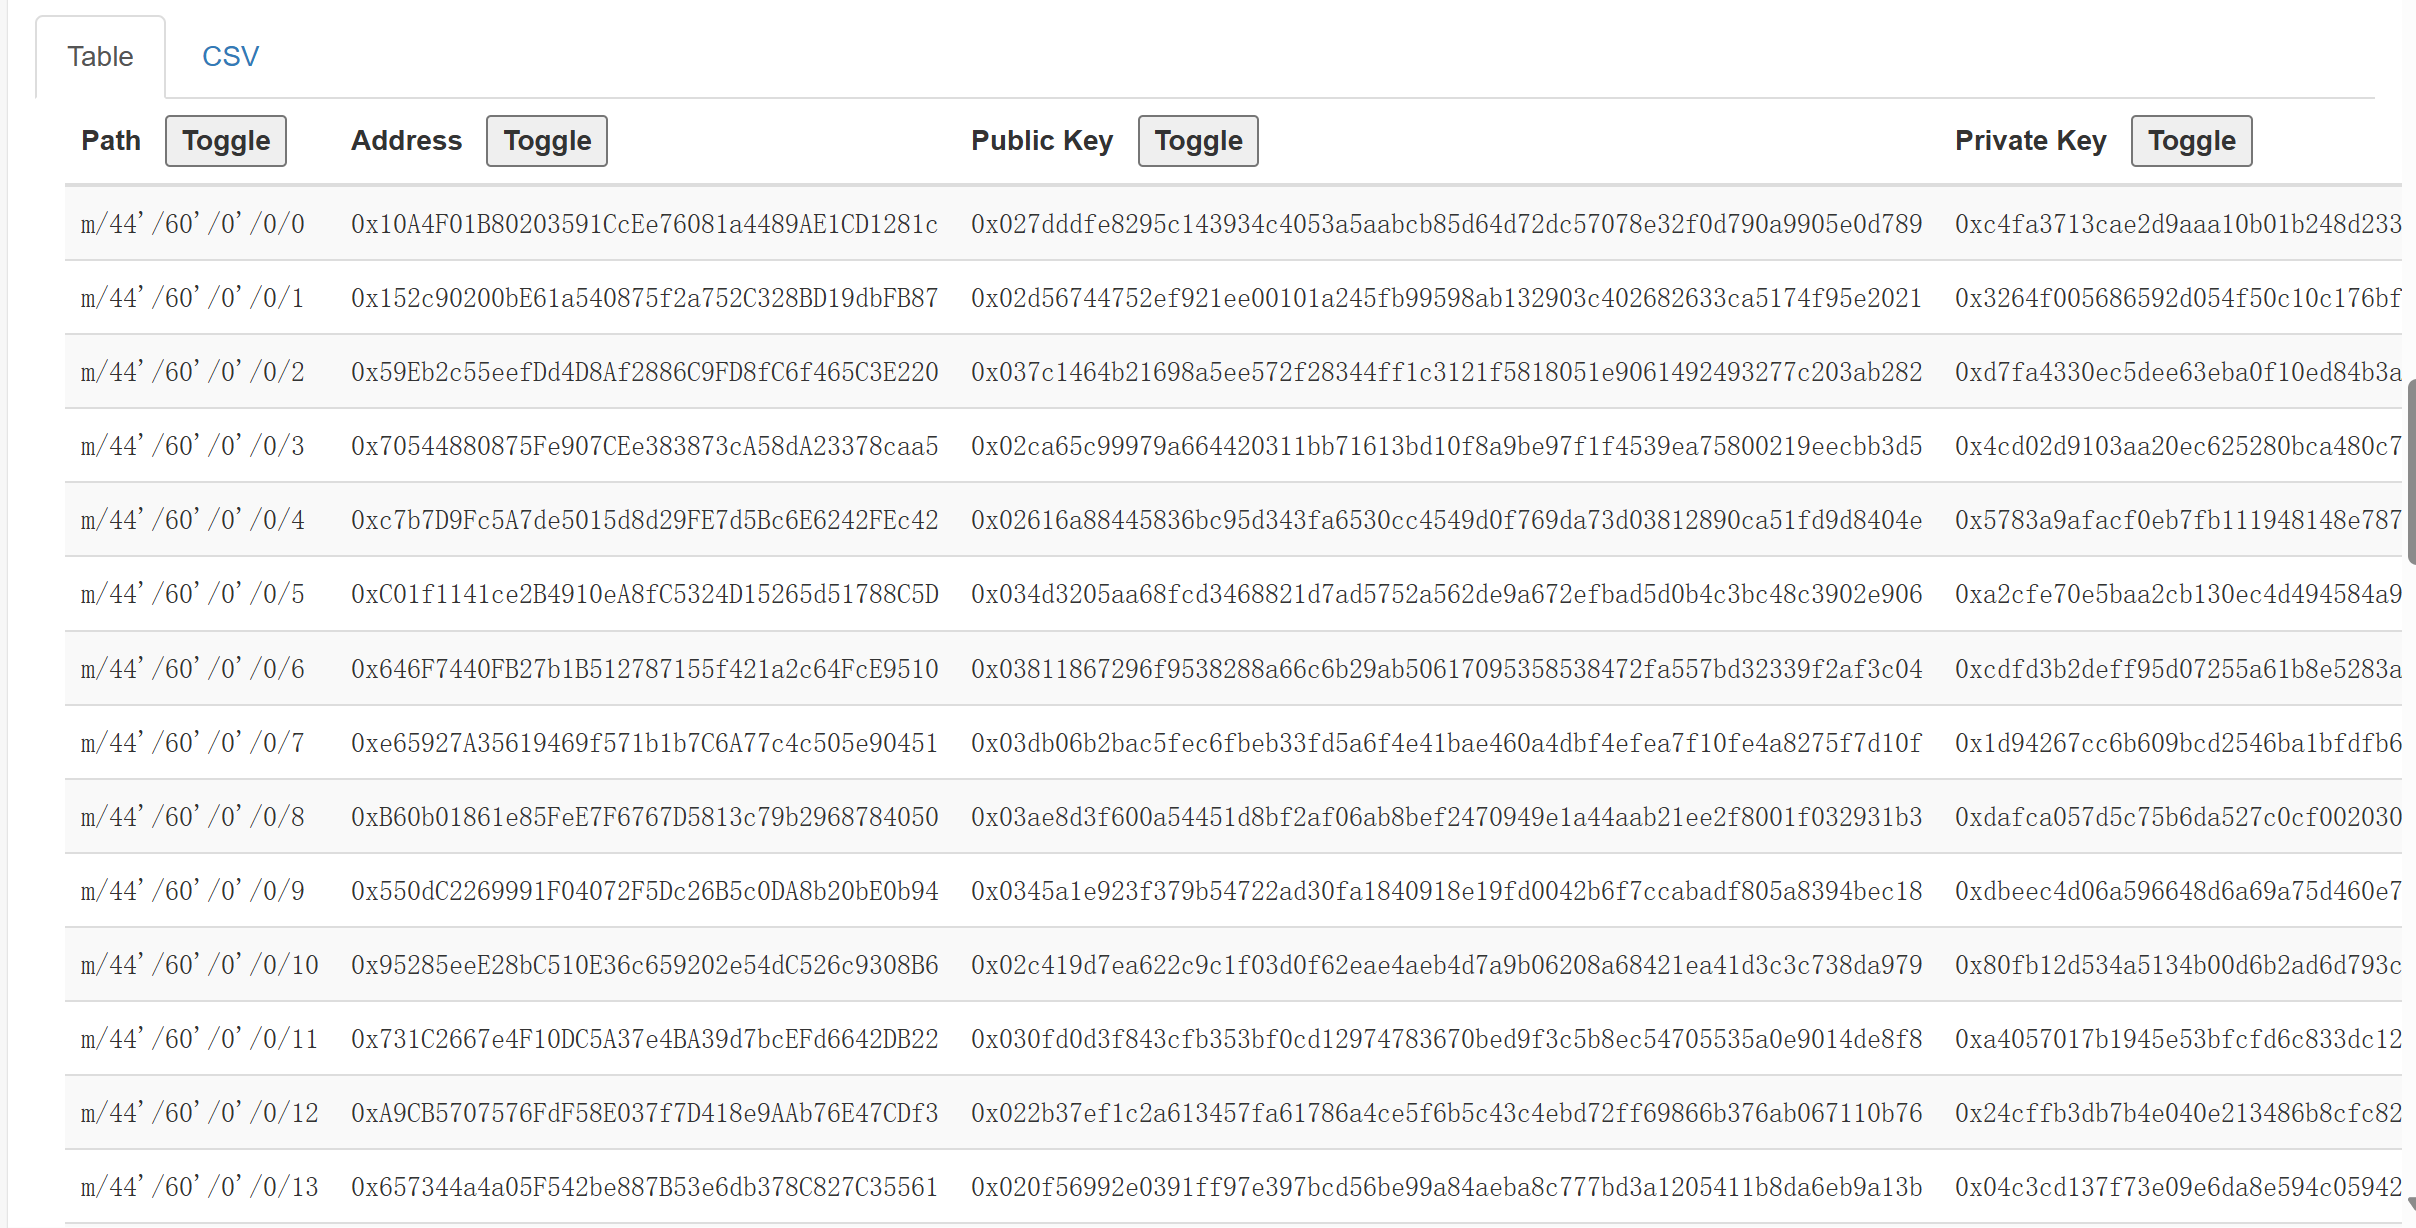 Table CSV
Path Toggle Address Toggle Public Key Toggle Private Key Toggle
m/44'/60'/0'/0/0 0x10A4F01B80203591CcEe76081a4489AE1CD1281c 0x027dddfe8295c143934c4053a5aabcb85d64d72dc57078e32f0d790a9905e0d789 0xc4fa3713cae2d9aaa10b01b248d233
m/44'/60'/0'/0/1 0x152c90200bE61a540875f2a752C328BD19dbFB87 0x02d56744752ef921ee00101a245fb99598ab132903c402682633ca5174f95e2021 0x3264f005686592d054f50c10c176bf
m/44'/60'/0'/0/2 0x59Eb2c55eefDd4D8Af2886C9FD8fC6f465C3E220 0x037c1464b21698a5ee572f28344ff1c3121f5818051e9061492493277c203ab282 0xd7fa4330ec5dee63eba0f10ed84b3a
m/44'/60'/0'/0/3 0x70544880875Fe907CEe383873cA58dA23378caa5 0x02ca65c99979a664420311bb71613bd10f8a9be97f1f4539ea75800219eecbb3d5 0x4cd02d9103aa20ec625280bca480c7
m/44'/60'/0'/0/4 0xc7b7D9Fc5A7de5015d8d29FE7d5Bc6E6242FEc42 0x02616a88445836bc95d343fa6530cc4549d0f769da73d03812890ca51fd9d8404e 0x5783a9afacf0eb7fb111948148e787
m/44'/60'/0'/0/5 0xC01f1141ce2B4910eA8fC5324D15265d51788C5D 0x034d3205aa68fcd3468821d7ad5752a562de9a672efbad5d0b4c3bc48c3902e906 0xa2cfe70e5baa2cb130ec4d494584a9
m/44'/60'/0'/0/6 0x646F7440FB27b1B512787155f421a2c64FcE9510 0x03811867296f9538288a66c6b29ab50617095358538472fa557bd32339f2af3c04 0xcdfd3b2deff95d07255a61b8e5283a
m/44'/60'/0'/0/7 0xe65927A35619469f571b1b7C6A77c4c505e90451 0x03db06b2bac5fec6fbeb33fd5a6f4e41bae460a4dbf4efea7f10fe4a8275f7d10f 0x1d94267cc6b609bcd2546ba1bfdfb6
m/44'/60'/0'/0/8 0xB60b01861e85FeE7F6767D5813c79b2968784050 0x03ae8d3f600a54451d8bf2af06ab8bef2470949e1a44aab21ee2f8001f032931b3 0xdafca057d5c75b6da527c0cf002030
m/44'/60'/0'/0/9 0x550dC2269991F04072F5Dc26B5c0DA8b20bE0b94 0x0345a1e923f379b54722ad30fa1840918e19fd0042b6f7ccabadf805a8394bec18 0xdbeec4d06a596648d6a69a75d460e7
m/44'/60'/0'/0/10 0x95285eeE28bC510E36c659202e54dC526c9308B6 0x02c419d7ea622c9c1f03d0f62eae4aeb4d7a9b06208a68421ea41d3c3c738da979 0x80fb12d534a5134b00d6b2ad6d793c
m/44'/60'/0'/0/11 0x731C2667e4F10DC5A37e4BA39d7bcEFd6642DB22 0x030fd0d3f843cfb353bf0cd12974783670bed9f3c5b8ec54705535a0e9014de8f8 0xa4057017b1945e53bfcfd6c833dc12
m/44'/60'/0'/0/12 0xA9CB5707576FdF58E037f7D418e9AAb76E47CDf3 0x022b37ef1c2a613457fa61786a4ce5f6b5c43c4ebd72ff69866b376ab067110b76 0x24cffb3db7b4e040e213486b8cfc82
m/44'/60'/0'/0/13 0x657344a4a05F542be887B53e6db378C827C35561 0x020f56992e0391ff97e397bcd56be99a84aeba8c777bd3a1205411b8da6eb9a13b 0x04c3cd137f73e09e6da8e594c05942